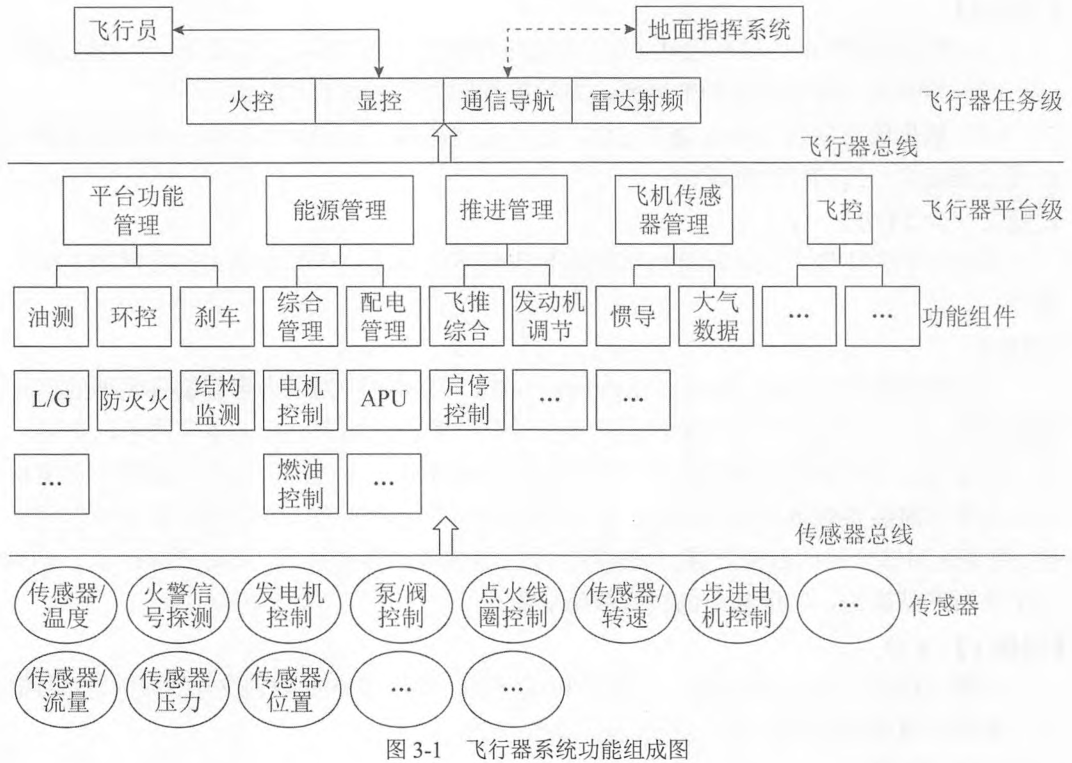 飞行员
地面指挥系统
火控 显控 通信导航 雷达射频 飞行器任务级
飞行器总线
平台功能
管理
能源管理
推进管理
飞机传感
器管理
飞控
飞行器平台级
油测
环控
刹车
综合
管理
配电
管理
飞推
综合
发动机
调节
惯导
大气
数据
…
…
功能组件
L/G
防灭火
结构
监测
电机
控制
APU
启停
控制
…
…
…
燃油
控制
…
传感器总线
传感器/
温度
火警信
号探测
发电机
控制
泵/阀
控制
点火线
圈控制
传感器/
转速
步进电
机控制
…
传感器
传感器/
流量
传感器/
压力
传感器/
位置
…
…
图 3-1 飞行器系统功能组成图